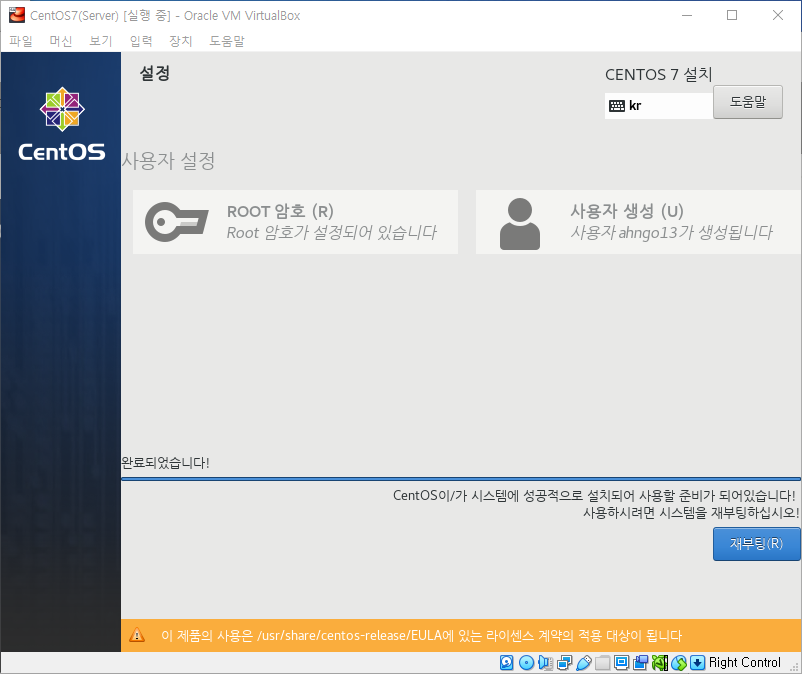 CentOS7(Server) [실행 중] - Oracle VM VirtualBox
파일 머신 보기 입력 장치 도움말
설정
CENTOS 7 설치
kr
도움말
CentOS
사용자 설정
ROOT 암호 (R)
Root 암호가 설정되어 있습니다
사용자 생성 (U)
사용자 ahngo13가 생성됩니다
완료되었습니다!
CentOS이/가 시스템에 성공적으로 설치되어 사용할 준비가 되어있습니다!
사용하시려면 시스템을 재부팅하십시오!
재부팅(R)
이 제품의 사용은 /usr/share/centos-release/EULA에 있는 라이센스 계약의 적용 대상이 됩니다
Right Control